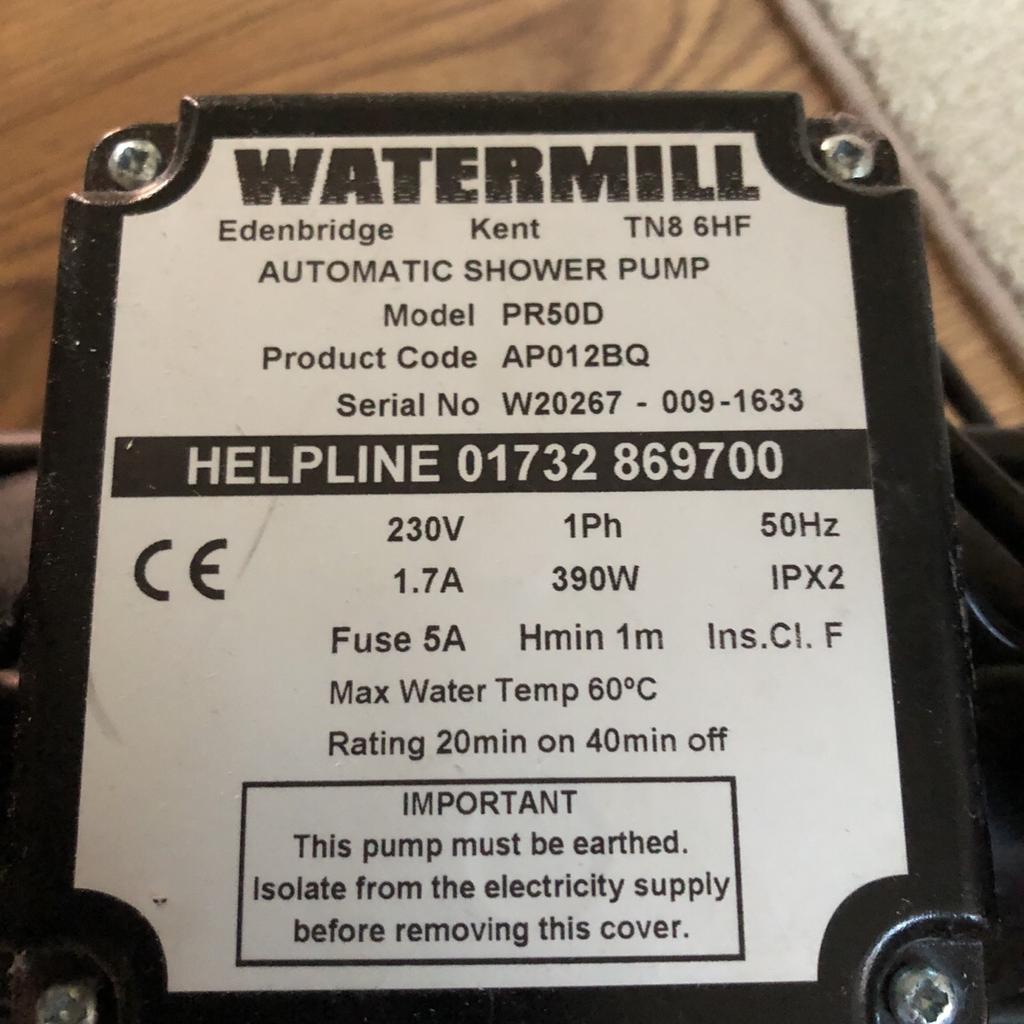 WATERMILL
Edenbridge Kent TN8 6HF
AUTOMATIC SHOWER PUMP
Model PR50D
Product Code AP012BQ
Serial No W20267 - 009-1633
HELPLINE 01732 869700
CE
230V 1Ph 50Hz
1.7A 390W IPX2
Fuse 5A Hmin 1m Ins.Cl. F
Max Water Temp 60ºC
Rating 20min on 40min off
IMPORTANT
This pump must be earthed.
Isolate from the electricity supply
before removing this cover.